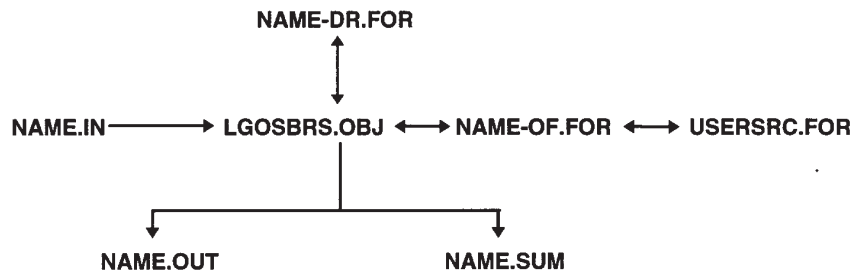 NAME-DR.FOR
NAME.IN LGOSBRS.OBJ NAME-OF.FOR USERSRC.FOR
NAME.OUT NAME.SUM